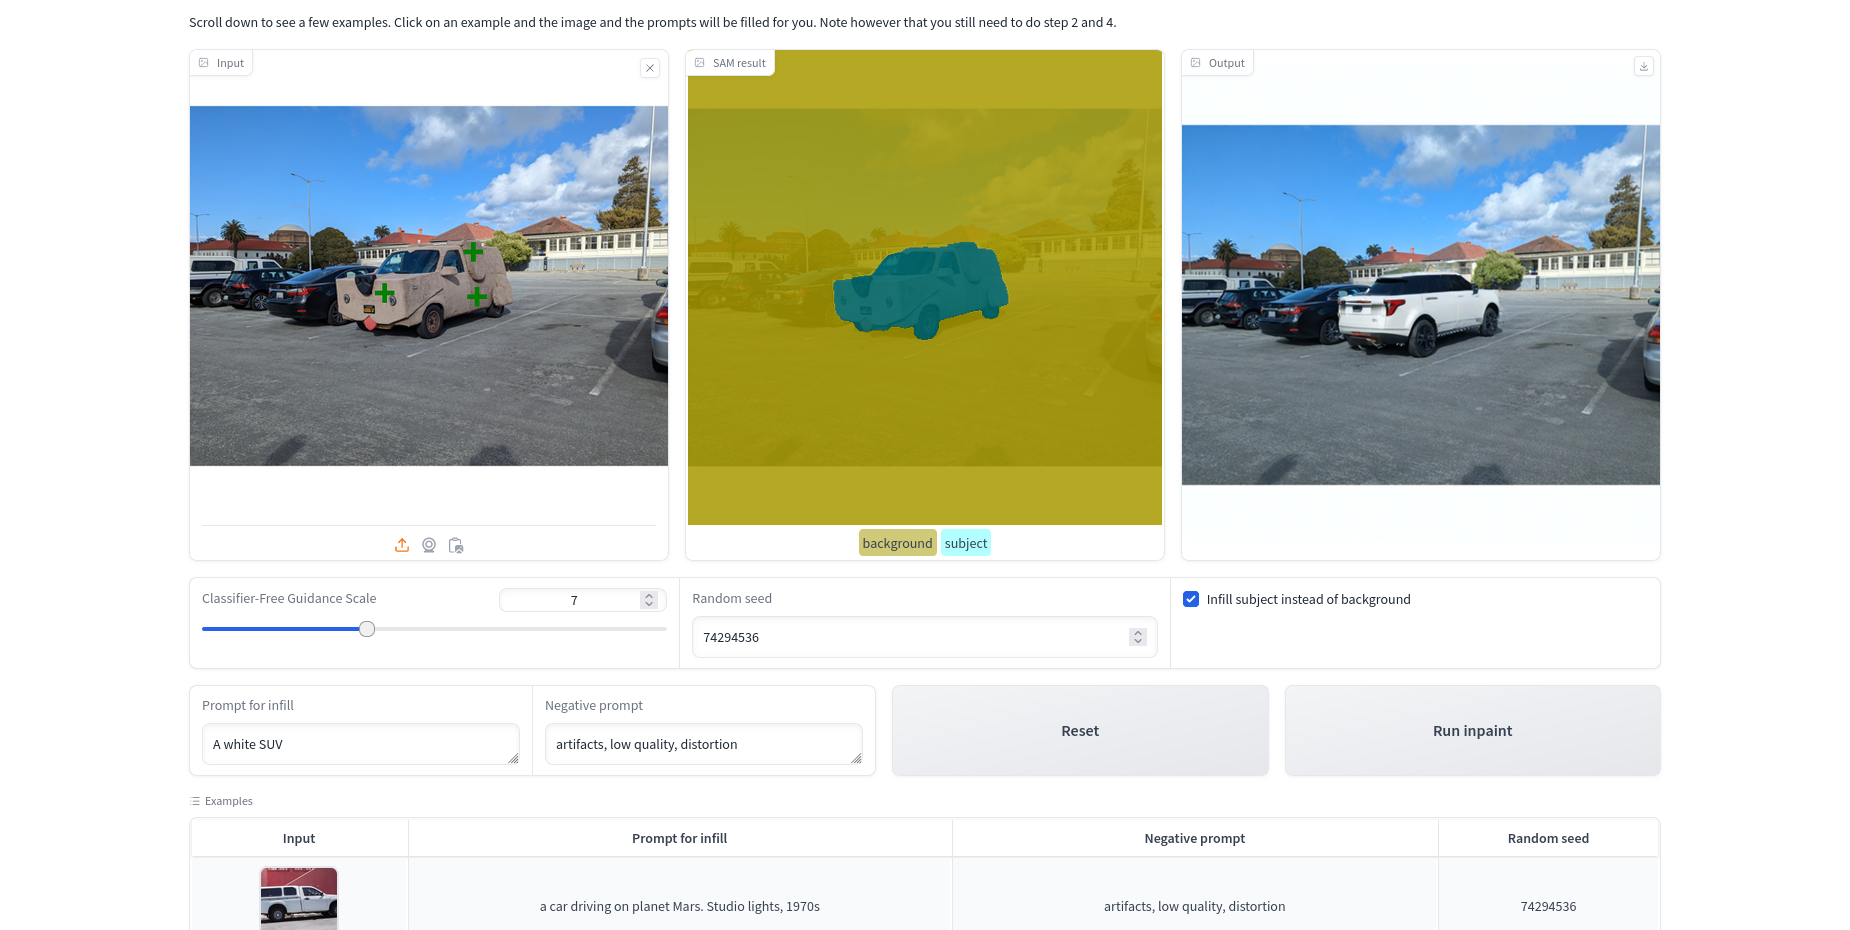 Scroll down to see a few examples. Click on an example and the image and the prompts will be filled for you. Note however that you still need to do step 2 and 4.
Input
SAM result
Output
background subject
Classifier-Free Guidance Scale
7
Random seed
74294536
Infill subject instead of background
Prompt for infill
A white SUV
Negative prompt
artifacts, low quality, distortion
Reset
Run inpaint
Examples
Input Prompt for infill Negative prompt Random seed
a car driving on planet Mars. Studio lights, 1970s artifacts, low quality, distortion 74294536